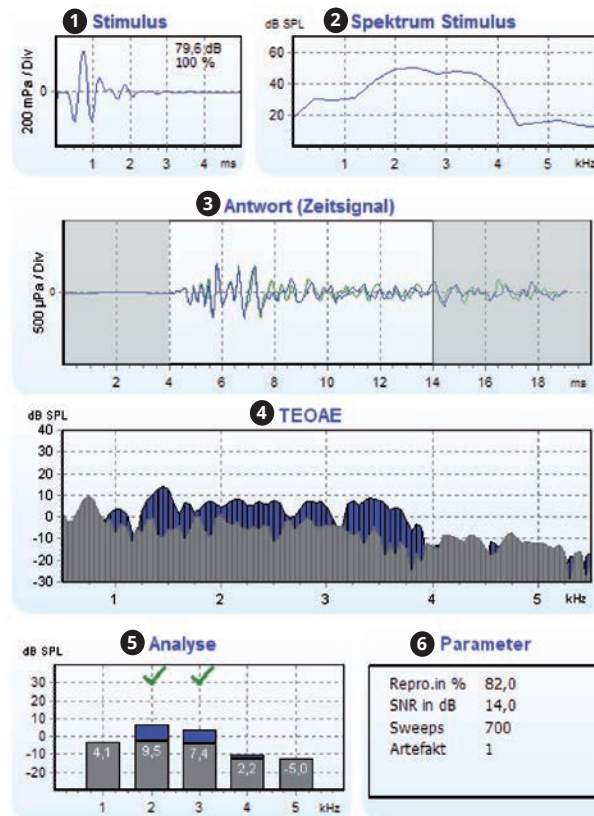 1 Stimulus
79,6 dB
100 %
200 mPa / Div
0
1 2 3 4 ms
2 Spektrum Stimulus
dB SPL
60
40
20
1 2 3 4 5 kHz
3 Antwort (Zeitsignal)
500 µPa / Div
0
2 4 6 8 10 12 14 16 18 ms
4 TEOAE
dB SPL
40
30
20
10
0
-10
-20
-30
1 2 3 4 5 kHz
5 Analyse
dB SPL
30
20
10
0
-10
-20
4,1 9,5 7,4 2,2 -5,0
1 2 3 4 5 kHz
6 Parameter
Repro.in % 82,0
SNR in dB 14,0
Sweeps 700
Artefakt 1